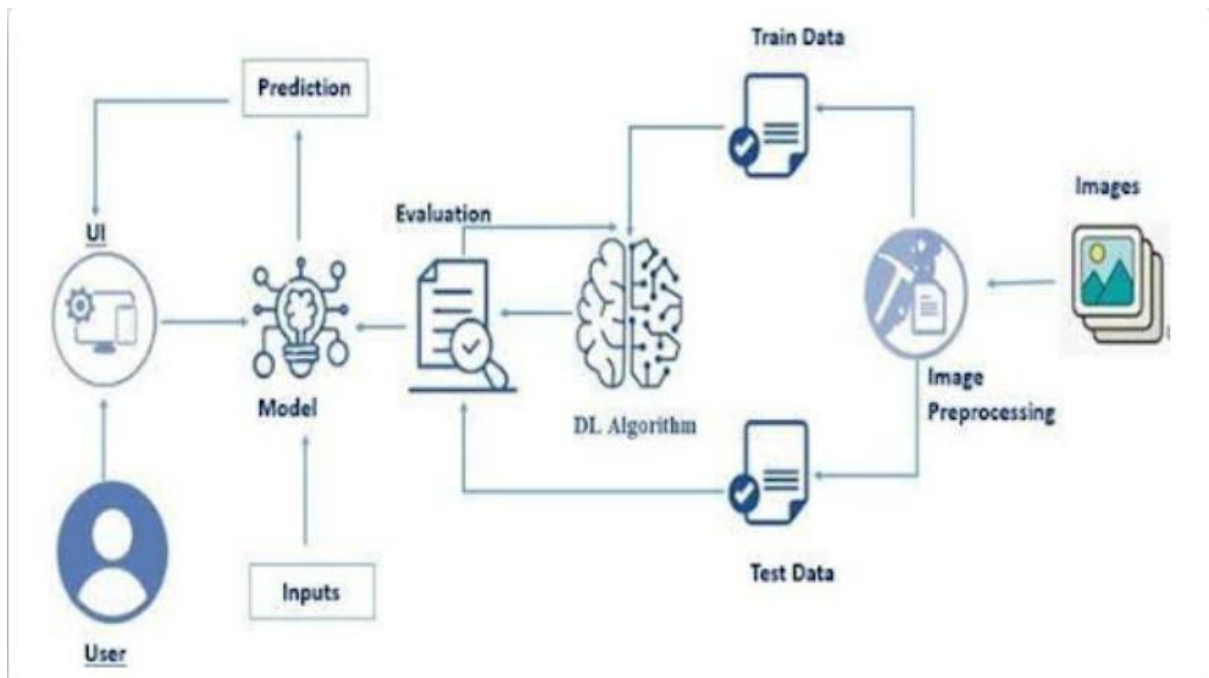 Train Data
Prediction
Images
Evaluation
UI
Image
Preprocessing
Model
DL Algorithm
Test Data
Inputs
User